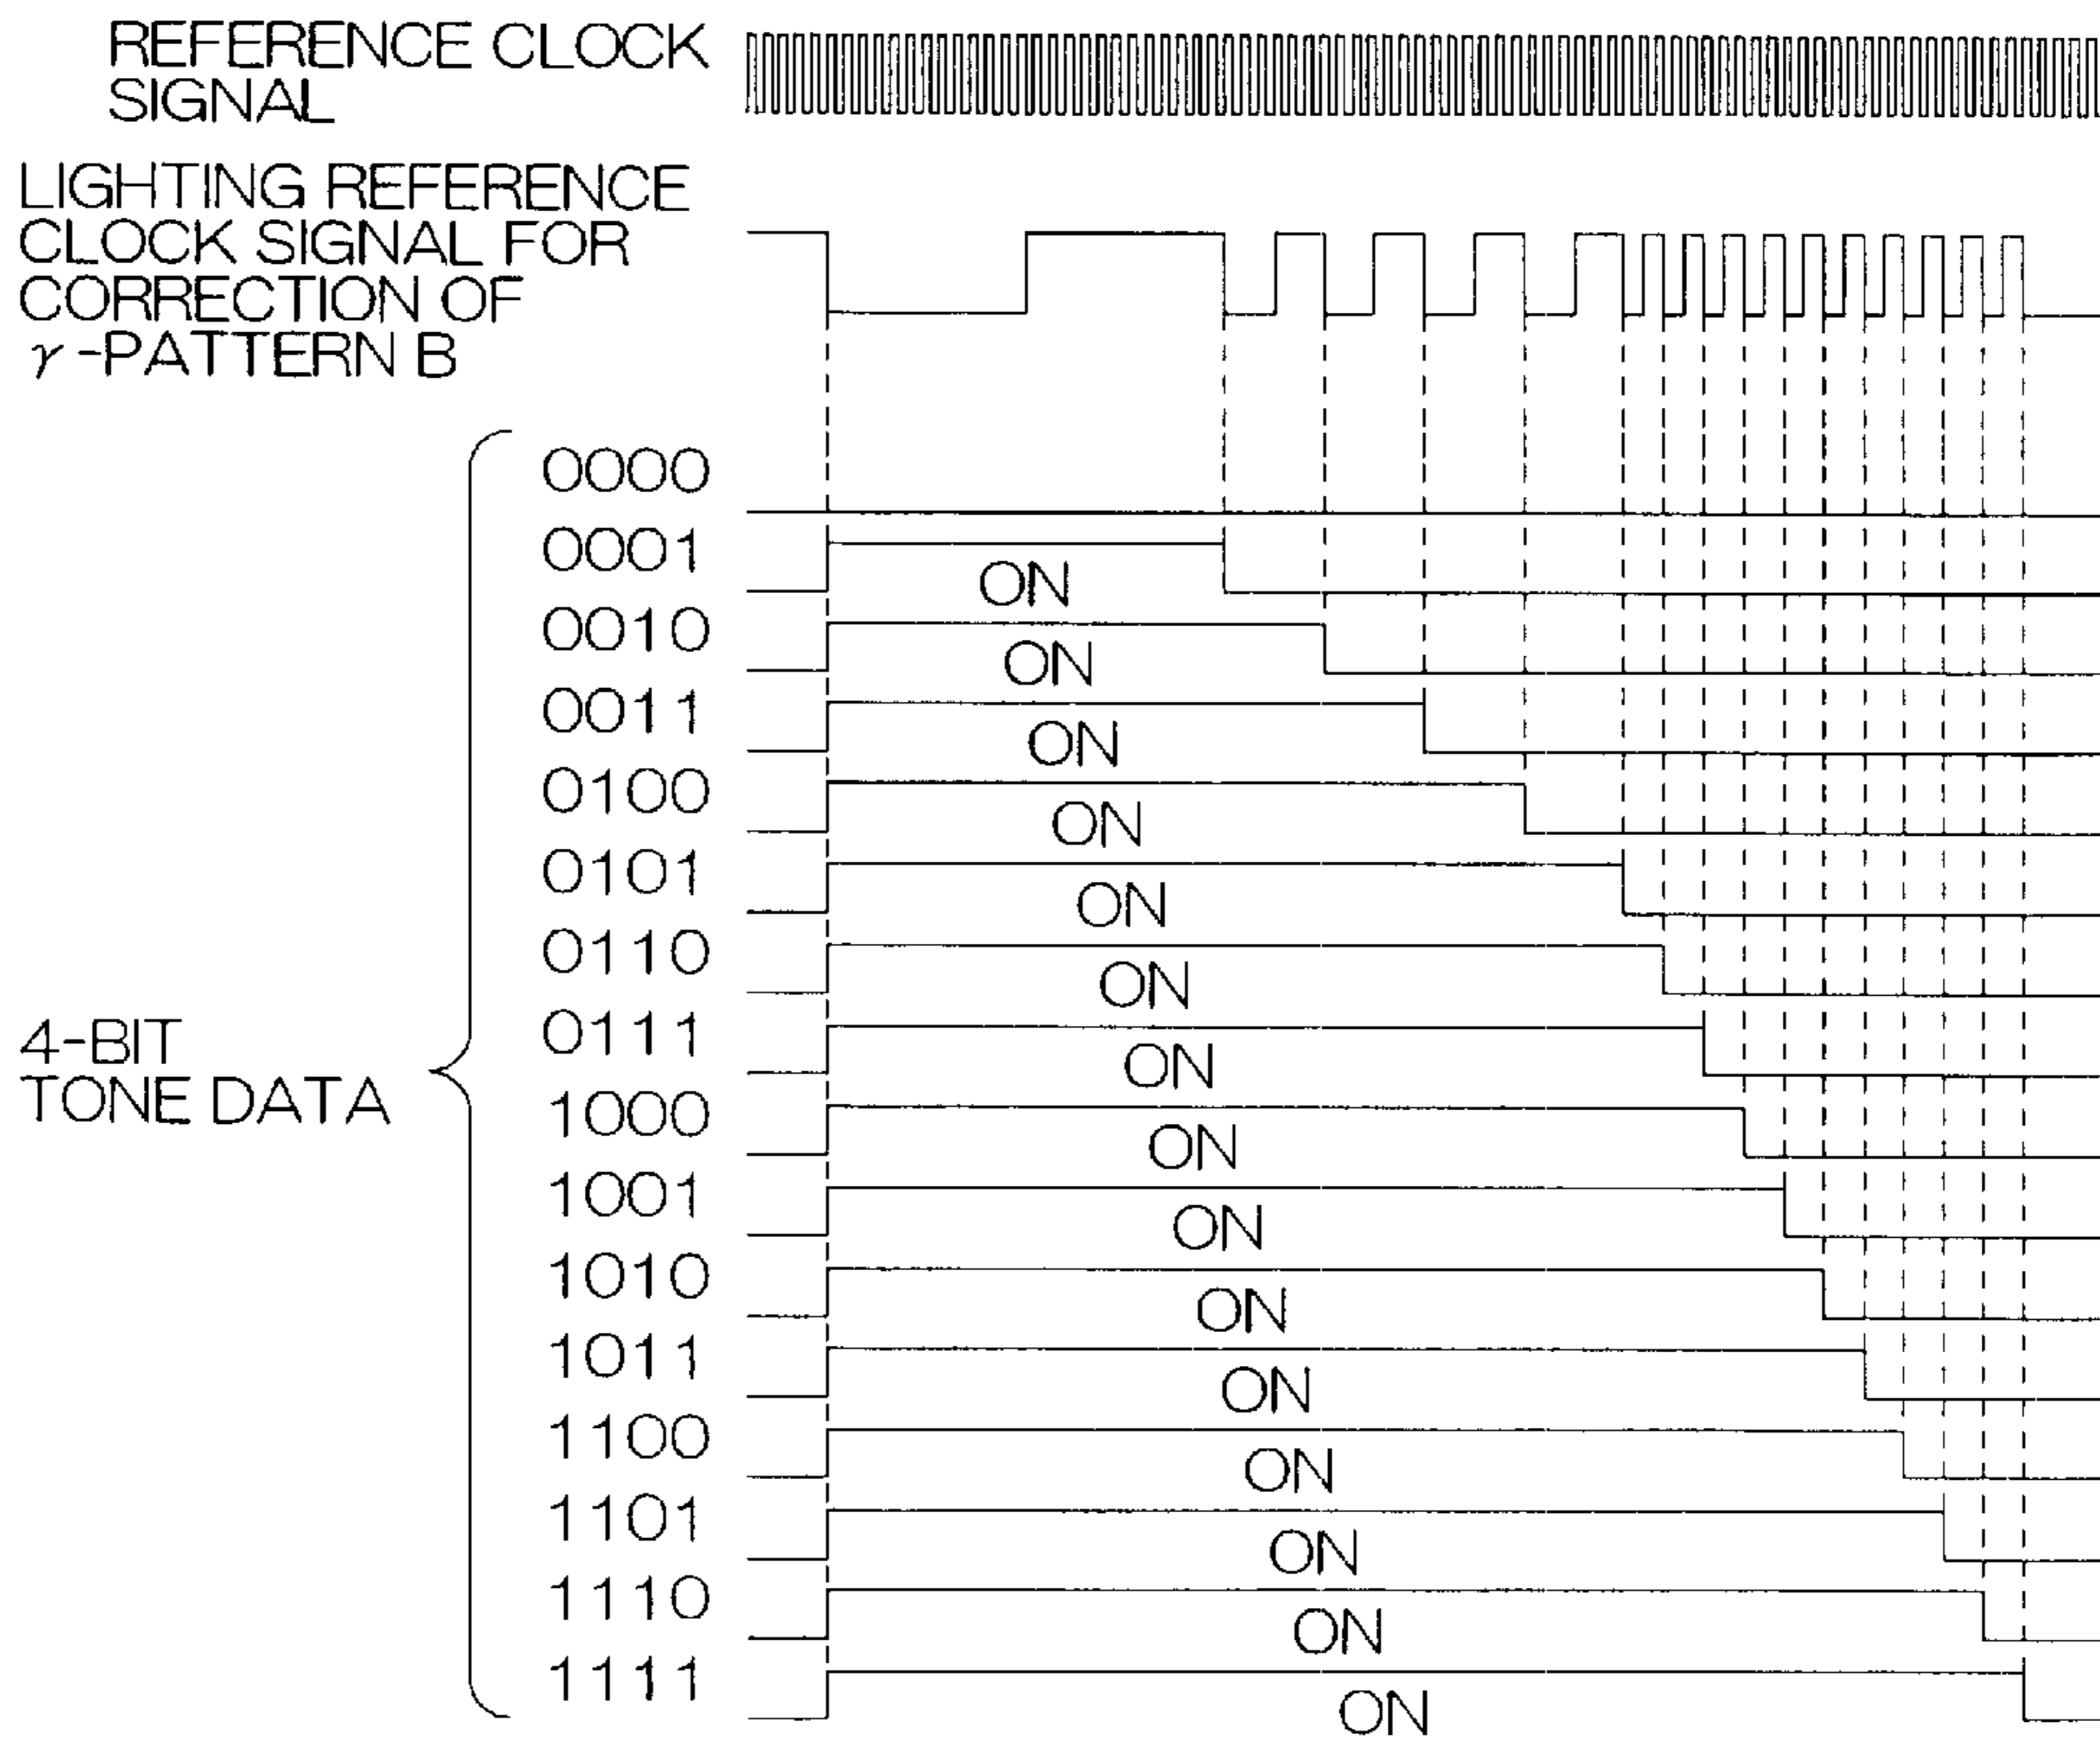 REFERENCE CLOCK
SIGNAL
LIGHTING REFERENCE
CLOCK SIGNAL FOR
CORRECTION OF
γ-PATTERN B
4-BIT
TONE DATA
0000
0001
ON
0010
ON
0011
ON
0100
ON
0101
ON
0110
ON
0111
ON
1000
ON
1001
ON
1010
ON
1011
ON
1100
ON
1101
ON
1110
ON
1111
ON